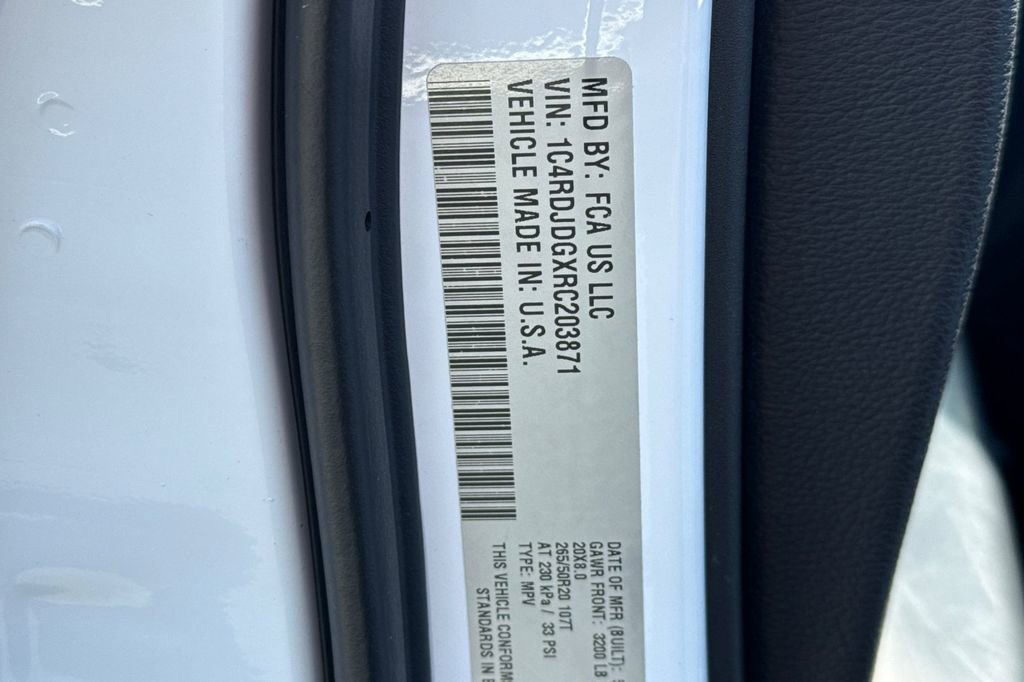 MFD BY: FCA US LLC
VIN: 1C4RDJDGXRC203871
VEHICLE MADE IN: U.S.A.
DATE OF MFR (BUILT):
GAWR FRONT: 3200 LB
20X8.0
265/50R20 107T
AT 230 kPa / 33 PSI
TYPE: MPV
THIS VEHICLE CONFORMS
STANDARDS IN